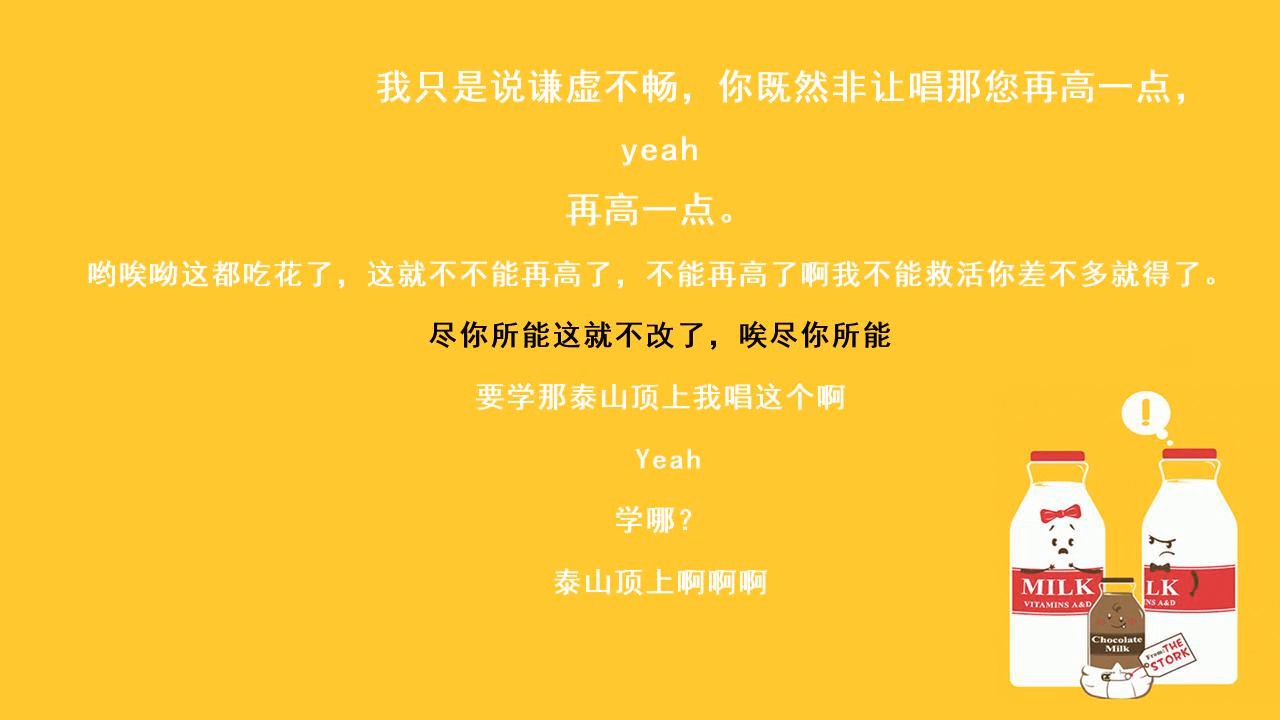 我只是说谦虚不畅，你既然非让唱那您再高一点，
yeah
再高一点。
哟唉呦这都吃花了，这就不不能再高了，不能再高了啊我不能救活你差不多就得了。
尽你所能这就不改了，唉尽你所能
要学那泰山顶上我唱这个啊
Yeah
学哪？
泰山顶上啊啊啊
!
MILK
VITAMINS A&D
LK
NS A&D
Chocolate
Milk
From:THE
STORK